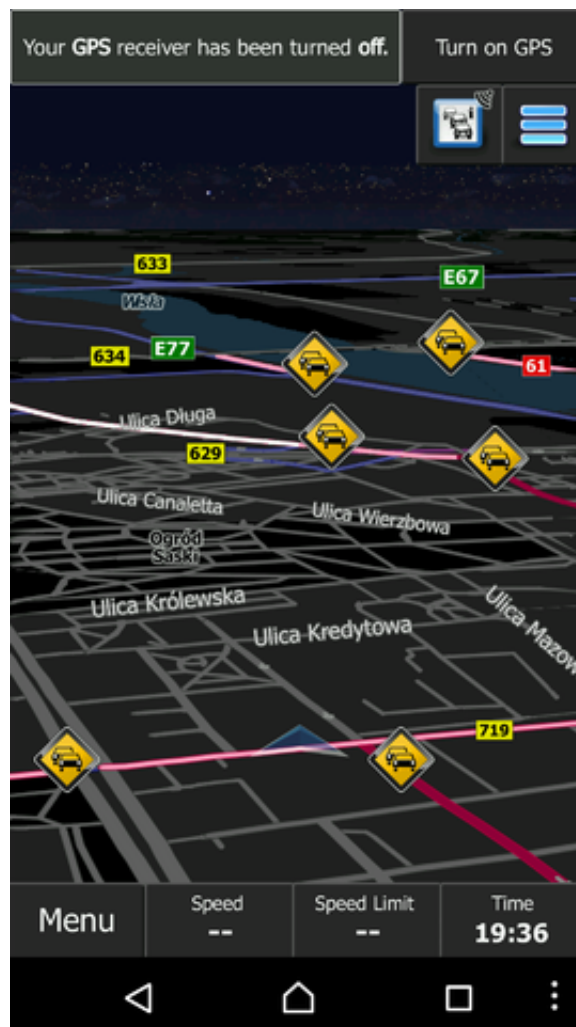 Your GPS receiver has been turned off.
Turn on GPS
633
E67
Wisła
E77
634
61
Ulica Długa
629
Ulica Canaletta
Ulica Wierzbowa
Ogród
Saski
Ulica Królewska
Ulica Kredytowa
Ulica Mazow
719
Menu
Speed
--
Speed Limit
--
Time
19:36